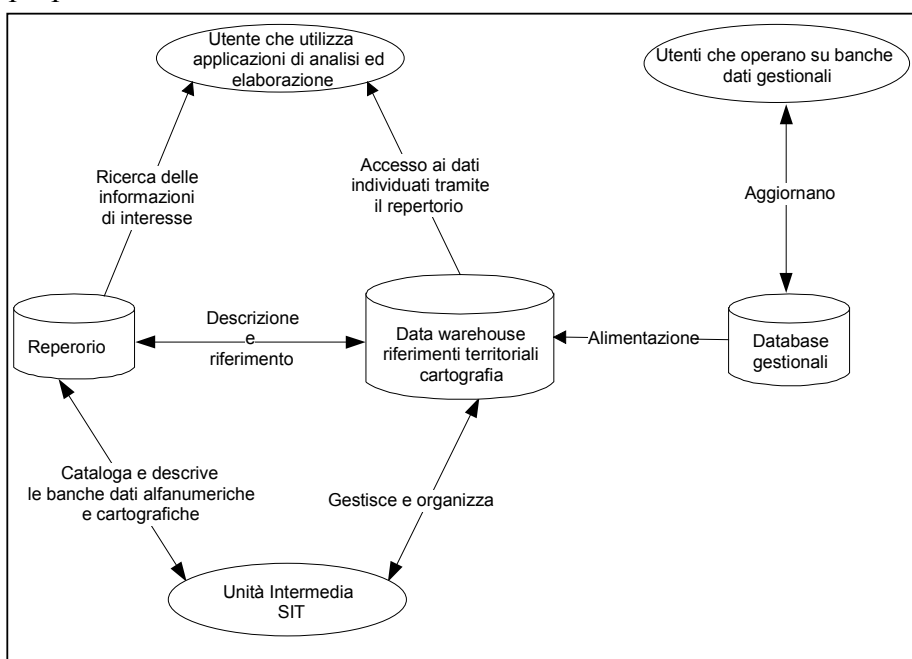 Utente che utilizza
applicazioni di analisi ed
elaborazione
Utenti che operano su banche
dati gestionali
Ricerca delle
informazioni
di interesse
Accesso ai dati
individuati tramite
il repertorio
Aggiornano
Reperorio
Descrizione
e
riferimento
Data warehouse
riferimenti territoriali
cartografia
Alimentazione
Database
gestionali
Cataloga e descrive
le banche dati alfanumeriche
e cartografiche
Gestisce e organizza
Unità Intermedia
SIT